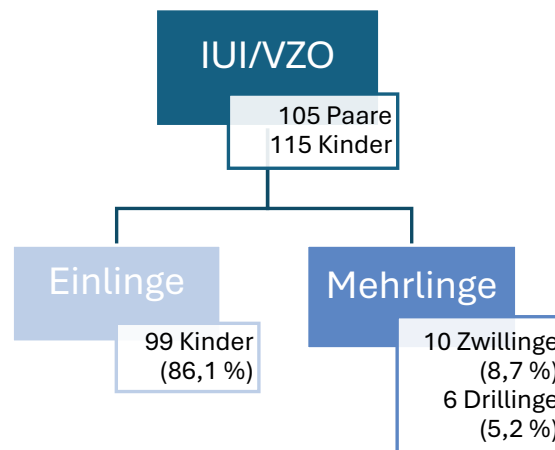 IUI/VZO
105 Paare
115 Kinder
Einlinge
99 Kinder
(86,1 %)
Mehrlinge
10 Zwillinge
(8,7 %)
6 Drillinge
(5,2 %)